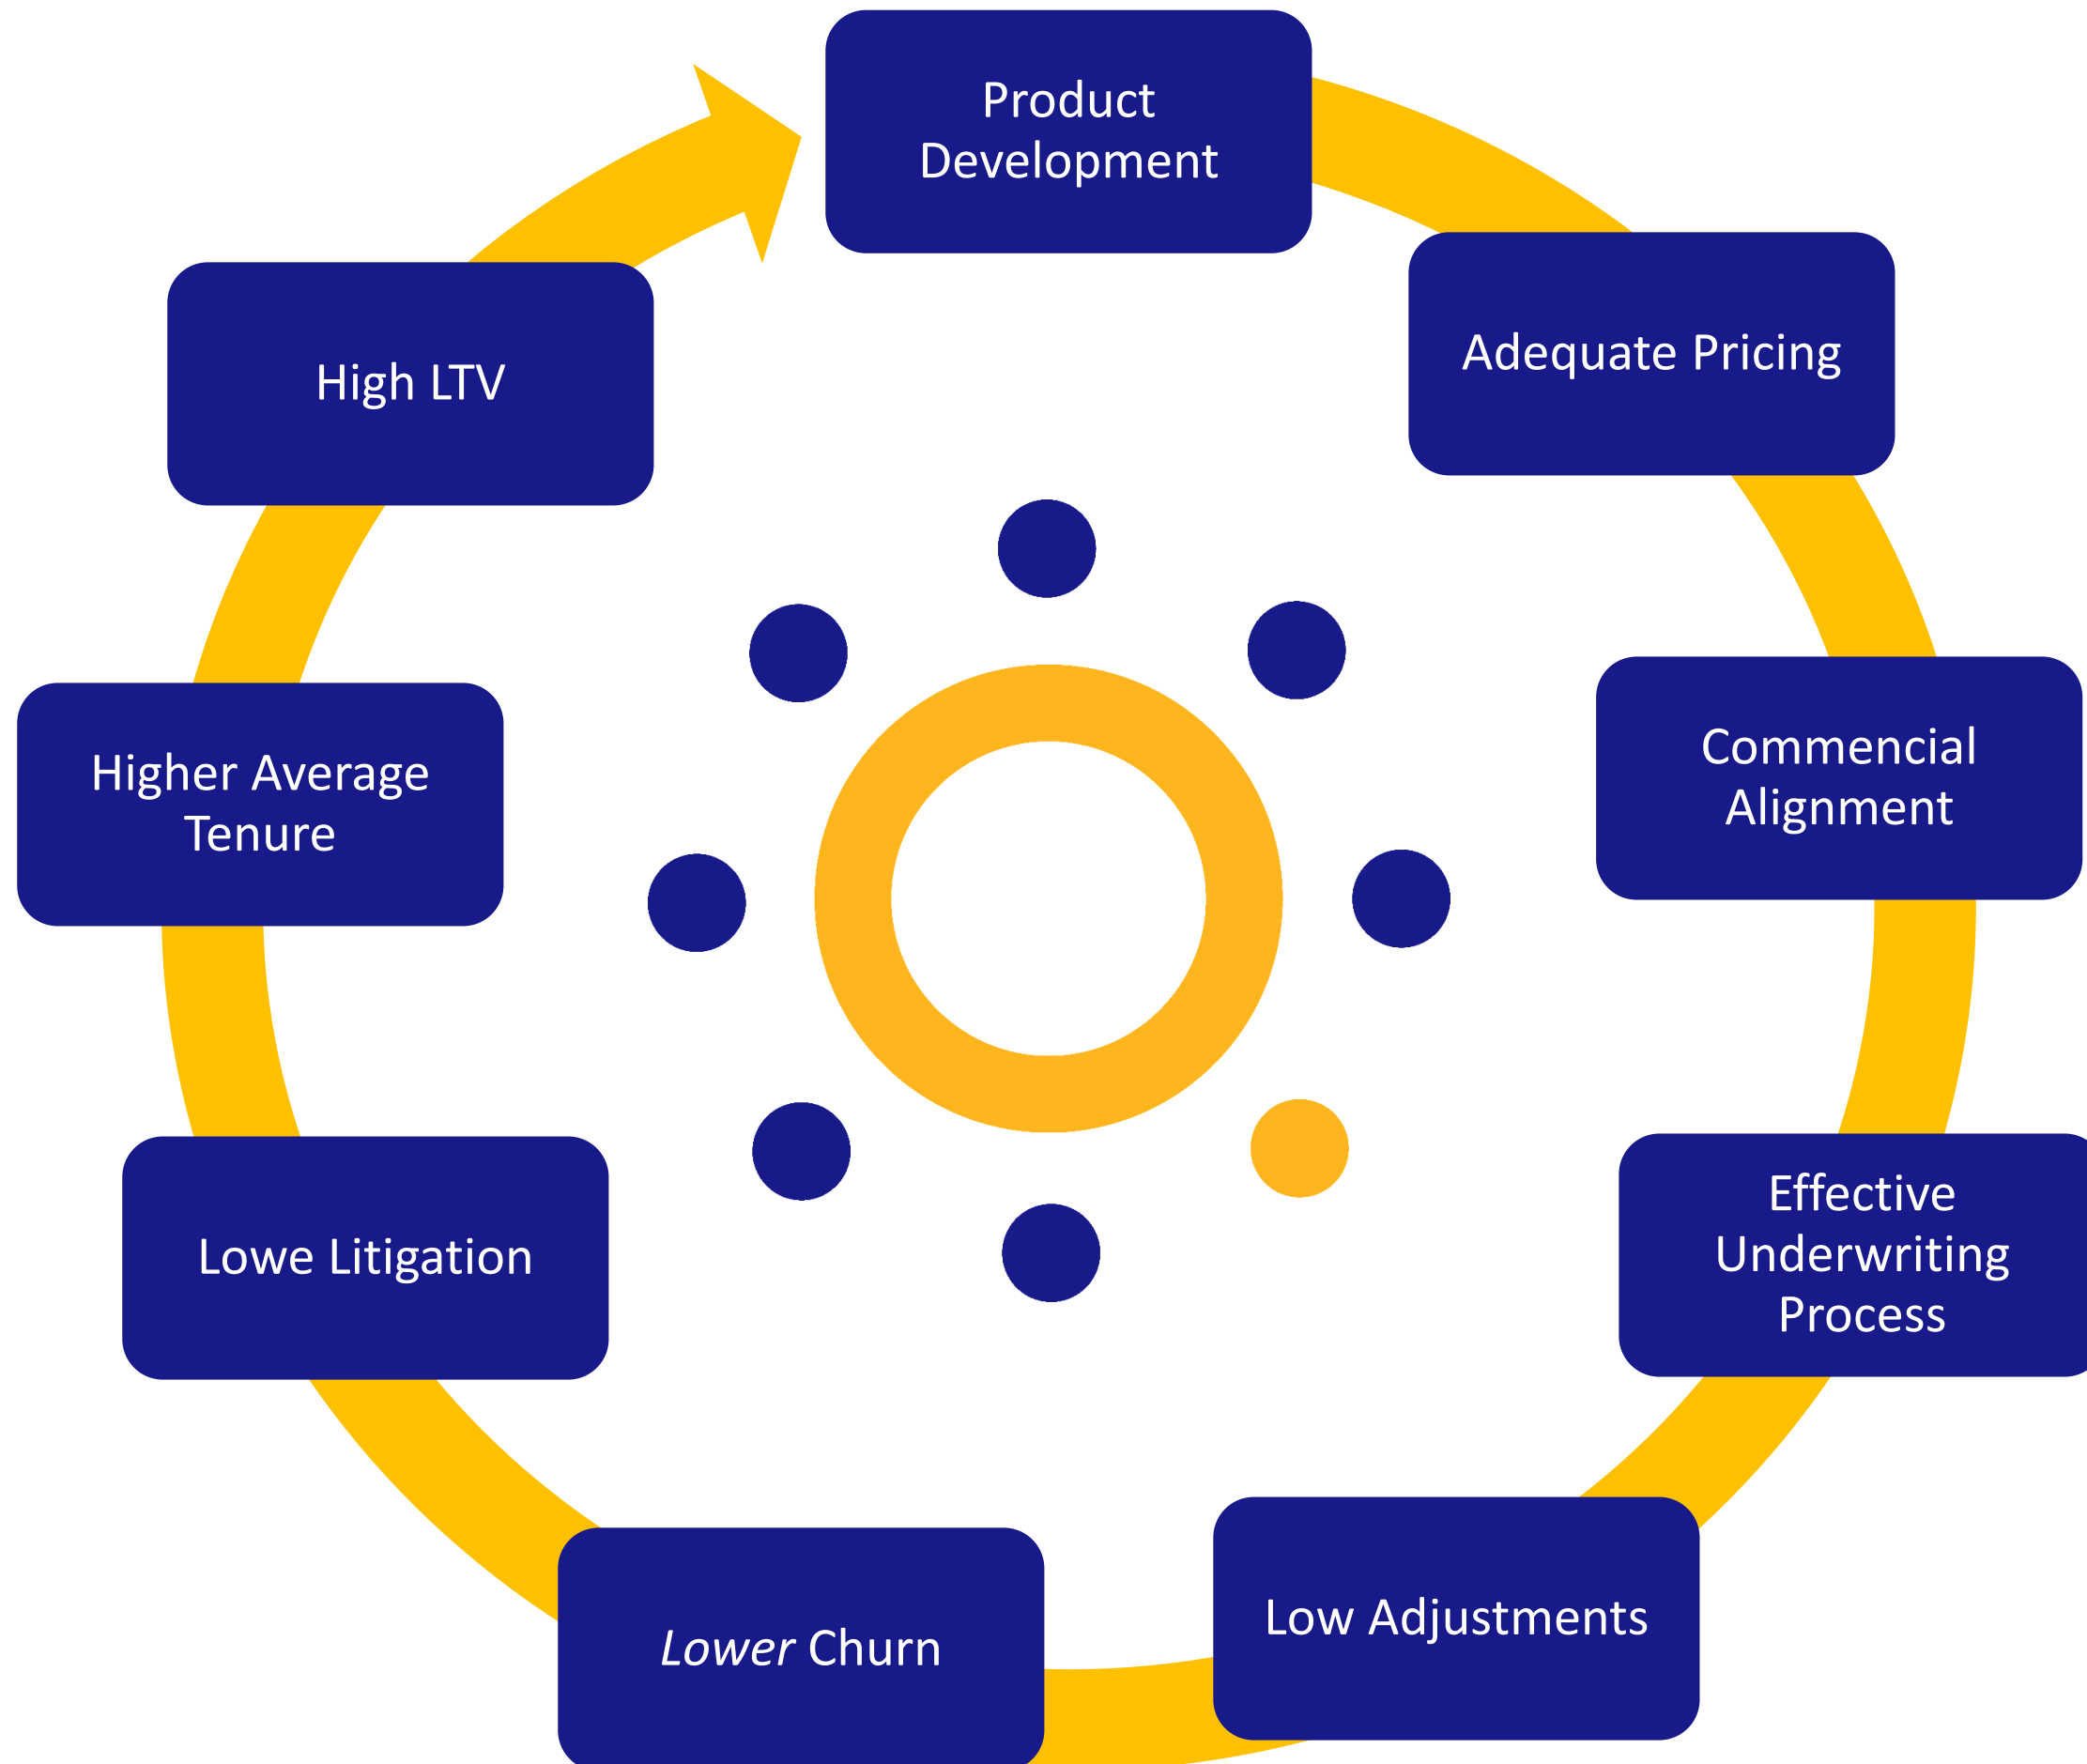 Product
Development
Adequate Pricing
Commencial
Alignment
Effective
Underwriting
Process
Low Adjustments
Lower Churn
Lowe Litigation
Higher Average
Tenure
High LTV